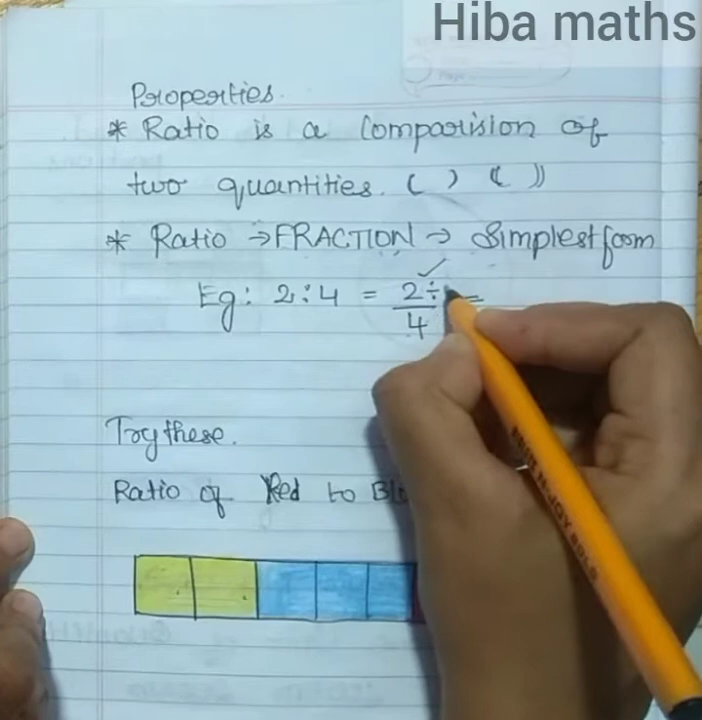 Hiba maths
Properties.
* Ratio is a Comparision of
two quantities. ( ) ( ))
* Ratio → FRACTION → Simplest form
Eg: 2:4 = 2÷ =
4
Try these.
Ratio of Red to